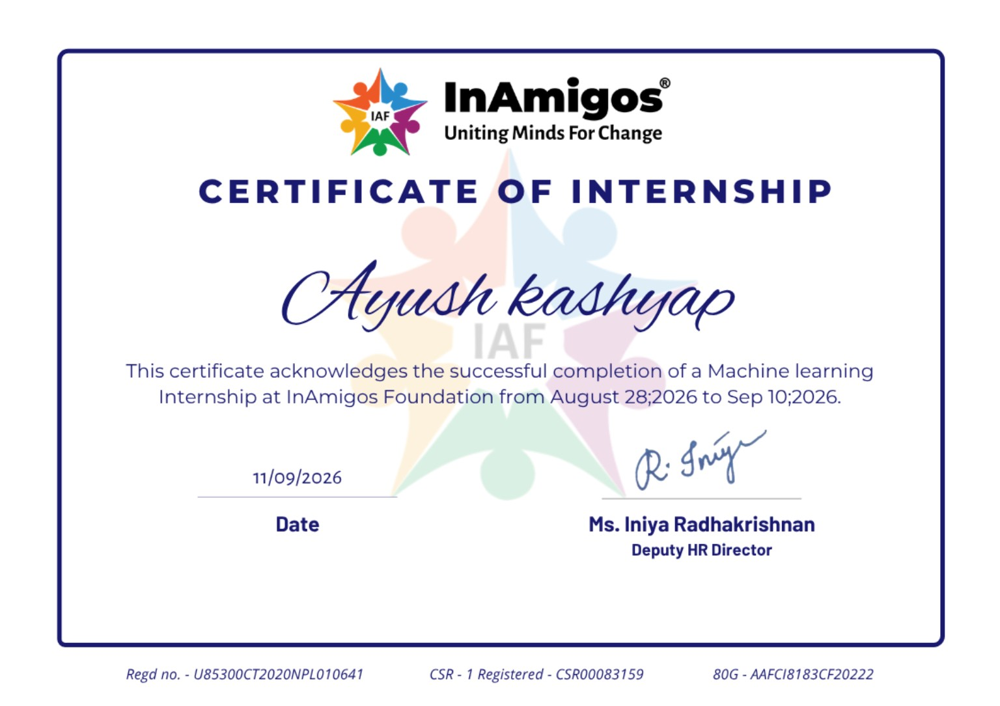 IAF
InAmigos®
Uniting Minds For Change
CERTIFICATE OF INTERNSHIP
Ayush kashyap
IAF
This certificate acknowledges the successful completion of a Machine learning
Internship at InAmigos Foundation from August 28;2026 to Sep 10;2026.
R. Iniya
11/09/2026
Date
Ms. Iniya Radhakrishnan
Deputy HR Director
Regd no. - U85300CT2020NPL010641
CSR - 1 Registered - CSR00083159
80G - AAFCI8183CF20222